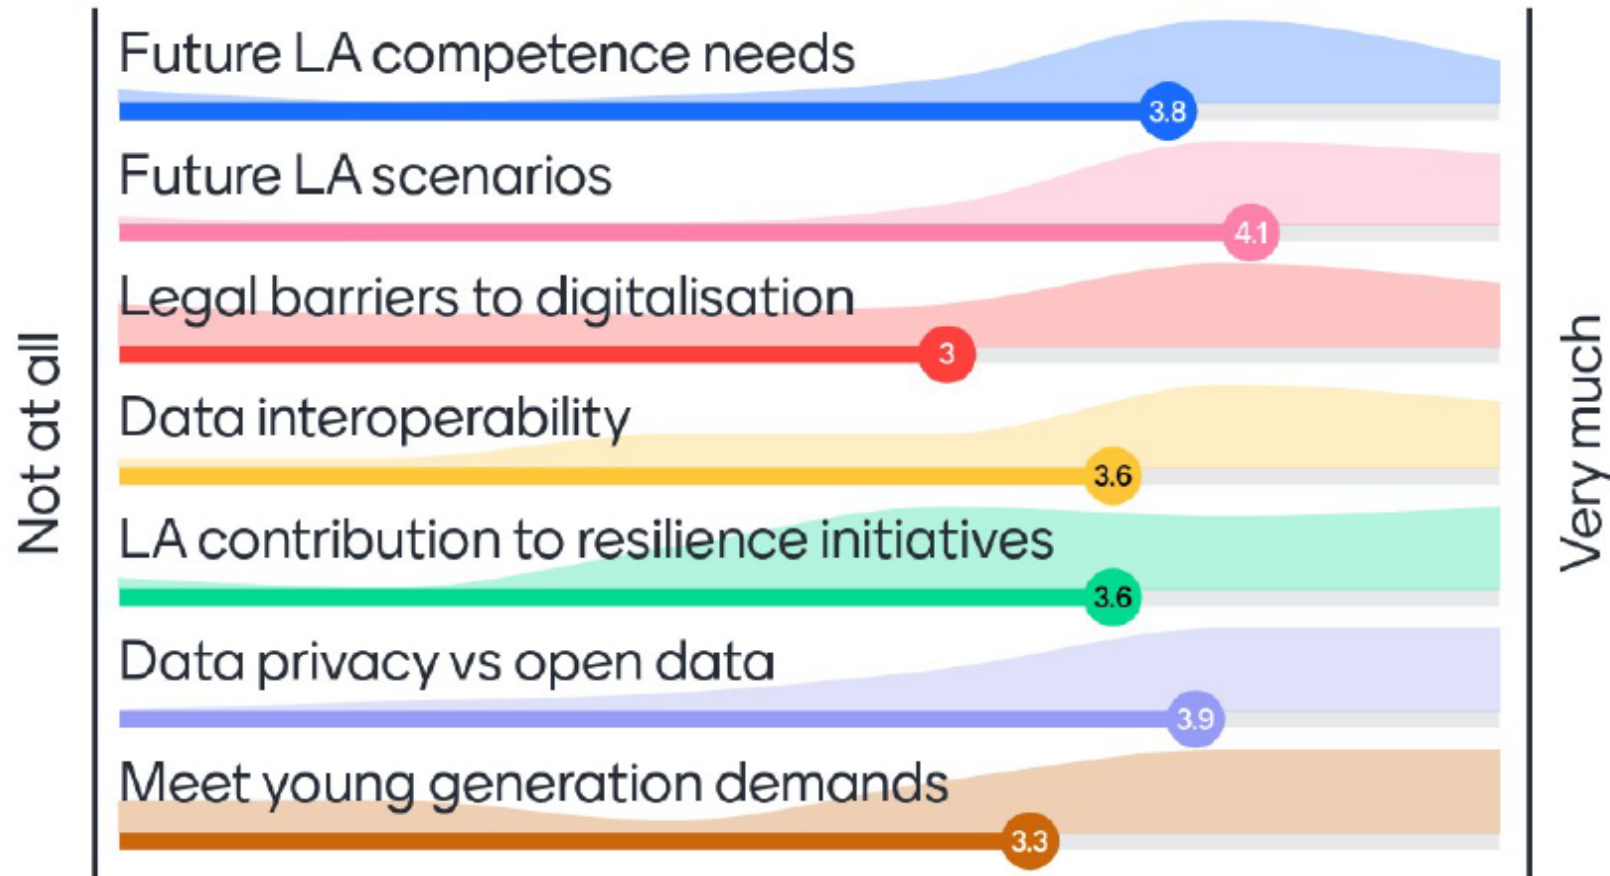 Future LA competence needs
3.8
Future LA scenarios
4.1
Legal barriers to digitalisation
3
Data interoperability
3.6
LA contribution to resilience initiatives
3.6
Data privacy vs open data
3.9
Meet young generation demands
3.3
Not at all
Very much